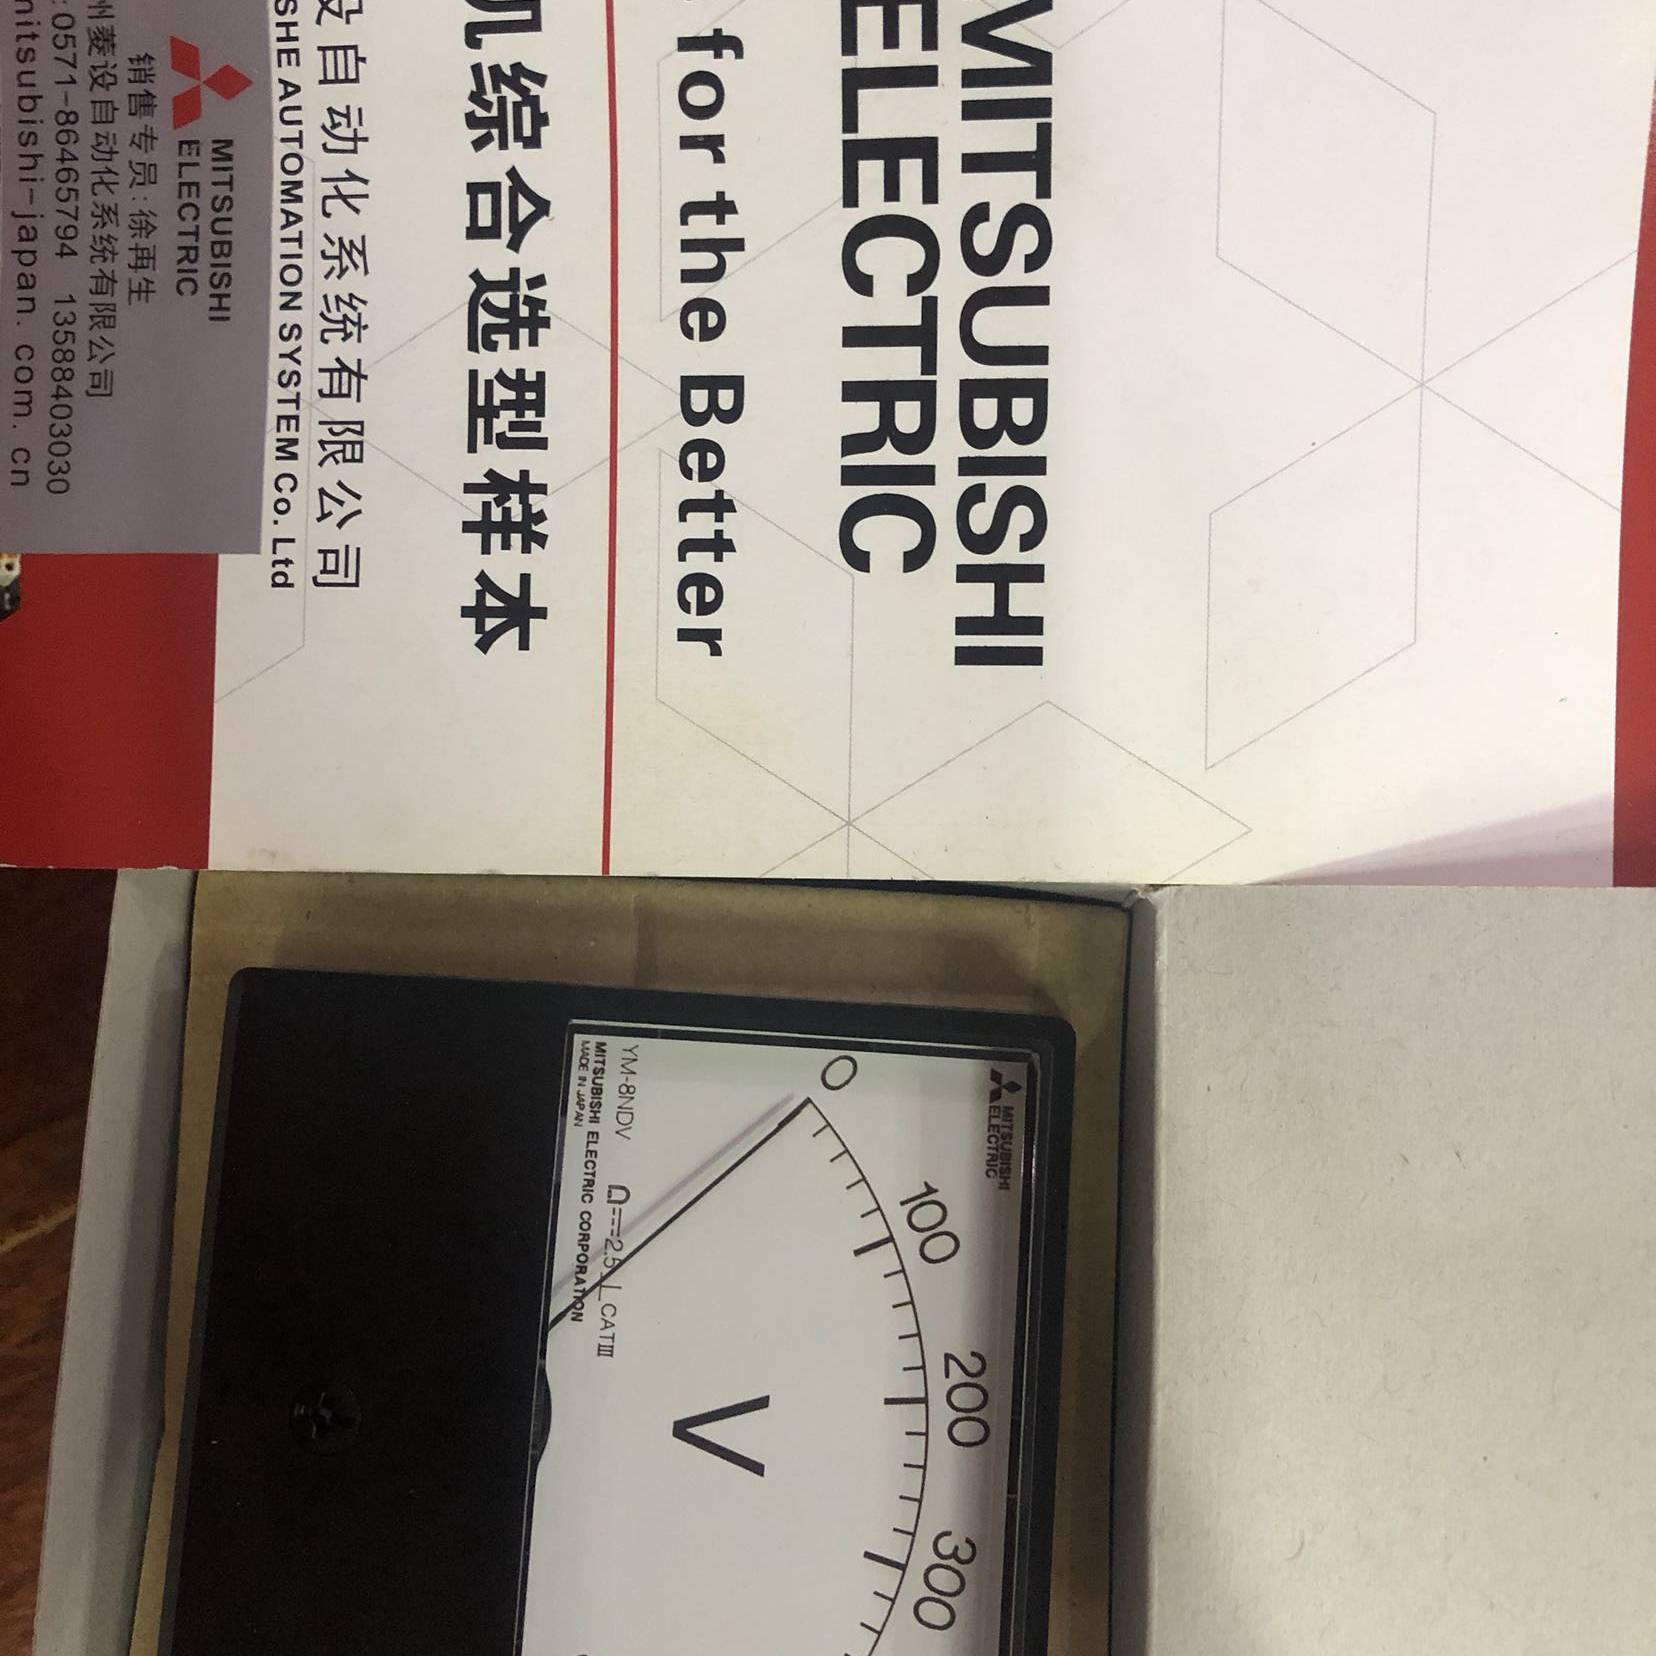 MITSUBISHI
ELECTRIC
for the Better
机综合选型样本
设自动化系统有限公司
SHE AUTOMATION SYSTEM Co. Ltd
MITSUBISHI
ELECTRIC
销售专员:徐再生
州菱设自动化系统有限公司
:0571-86465794 13588403030
mitsubishi-japan.com.cn
MITSUBISHI
ELECTRIC
0
100
200
300
V
YM-8NDV 2.5 CATⅢ
MITSUBISHI ELECTRIC CORPORATION
MADE IN JAPAN